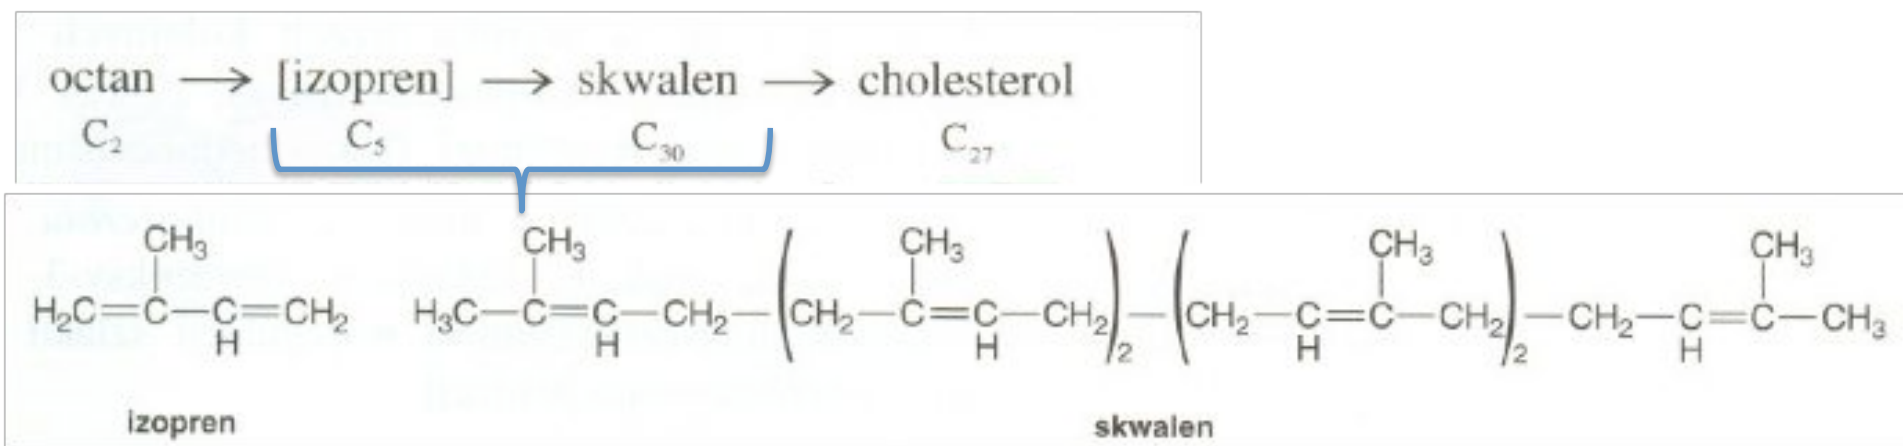 octan → [izopren] → skwalen → cholesterol
C₂ C₅ C₃₀ C₂₇
CH₃ CH₃ CH₃ CH₃ CH₃
H₂C=C—C=CH₂ H₃C—C=C—CH₂—(CH₂—C=C—CH₂)₂—(CH₂—C=C—CH₂)₂—CH₂—C=C—CH₃
H H H H H
izopren skwalen